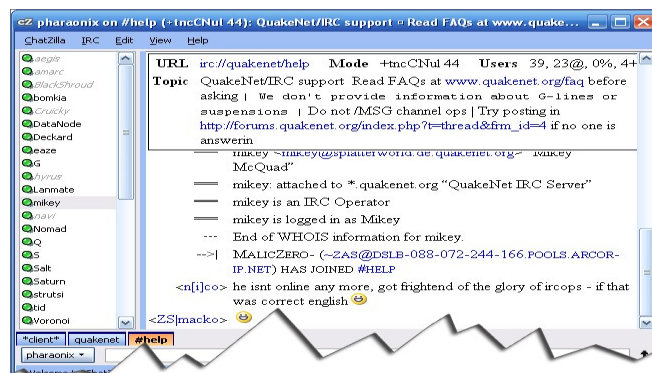 cZ pharaonix on #help (+tncCNul 44): QuakeNet/IRC support ¤ Read FAQs at www.quake...
ChatZilla IRC Edit View Help
aegis
amarc
BlackShroud
bomkia
Cruicky
DataNode
Deckard
eaze
G
hyrus
Lanmate
mikey
navi
Nomad
Q
S
Salt
Saturn
strutsi
tid
Voronoi
URL irc://quakenet/help Mode +tncCNul 44 Users 39, 23@, 0%, 4+
Topic QuakeNet/IRC support Read FAQs at www.quakenet.org/faq before
asking | We don't provide information about G-lines or
suspensions | Do not /MSG channel ops | Try posting in
http://forums.quakenet.org/index.php?t=thread&frm_id=4 if no one is
answerin
=== mikey <mikey@splatterworld.de.quakenet.org> "Mikey
McQuad"
=== mikey: attached to *.quakenet.org "QuakeNet IRC Server"
=== mikey is an IRC Operator
=== mikey is logged in as Mikey
--- End of WHOIS information for mikey.
-->| MALICZERO- (~ZAS@DSLB-088-072-244-166.POOLS.ARCOR-
IP.NET) HAS JOINED #HELP
<n[i]co> he isnt online any more, got frightend of the glory of ircops - if that
was correct english
<ZS|macko>
*client* quakenet #help
pharaonix